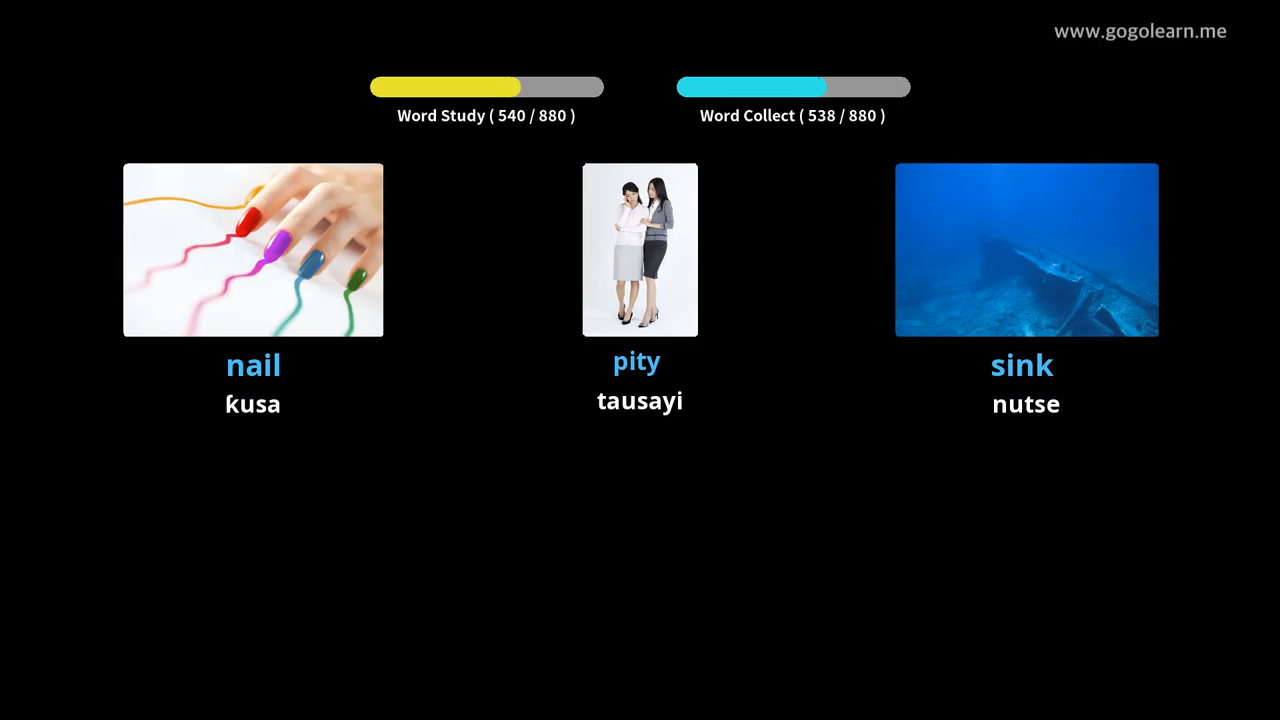 www.gogolearn.me
Word Study ( 540 / 880 )
Word Collect ( 538 / 880 )
nail
ƙusa
pity
tausayi
sink
nutse